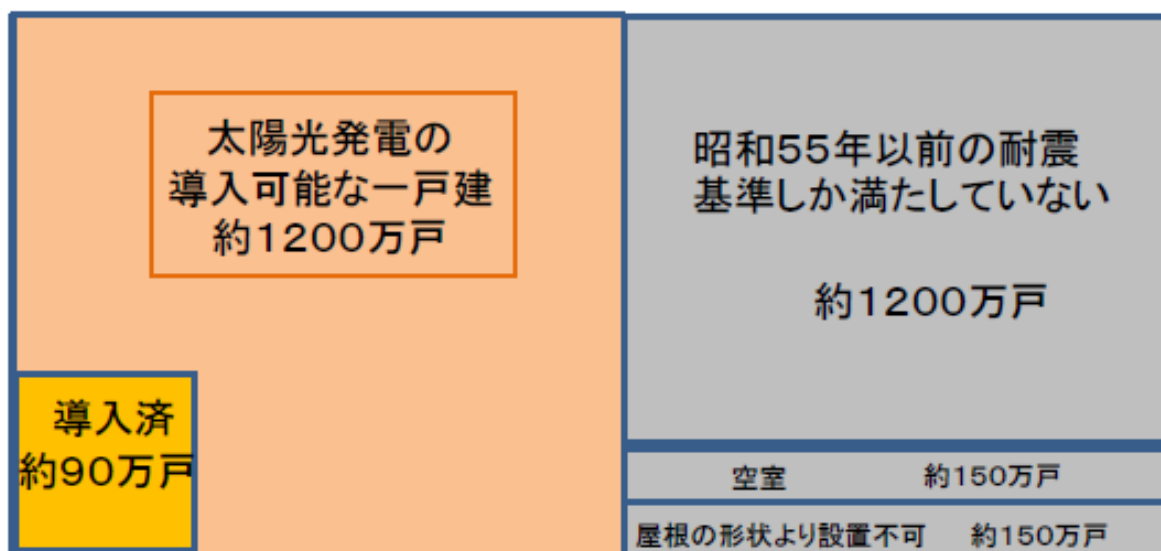 太陽光発電の
導入可能な一戸建
約1200万戸
導入済
約90万戸
昭和55年以前の耐震
基準しか満たしていない
約1200万戸
空室 約150万戸
屋根の形状より設置不可 約150万戸